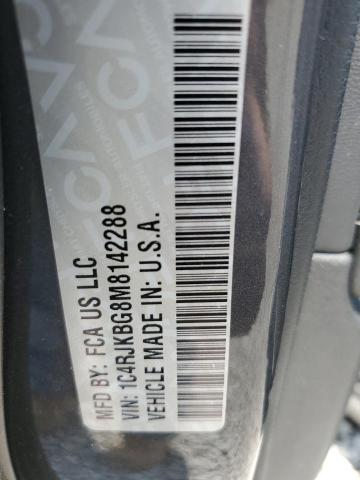 MFD BY: FCA US LLC
VIN: 1C4RJKBG8M8142288
VEHICLE MADE IN: U.S.A.